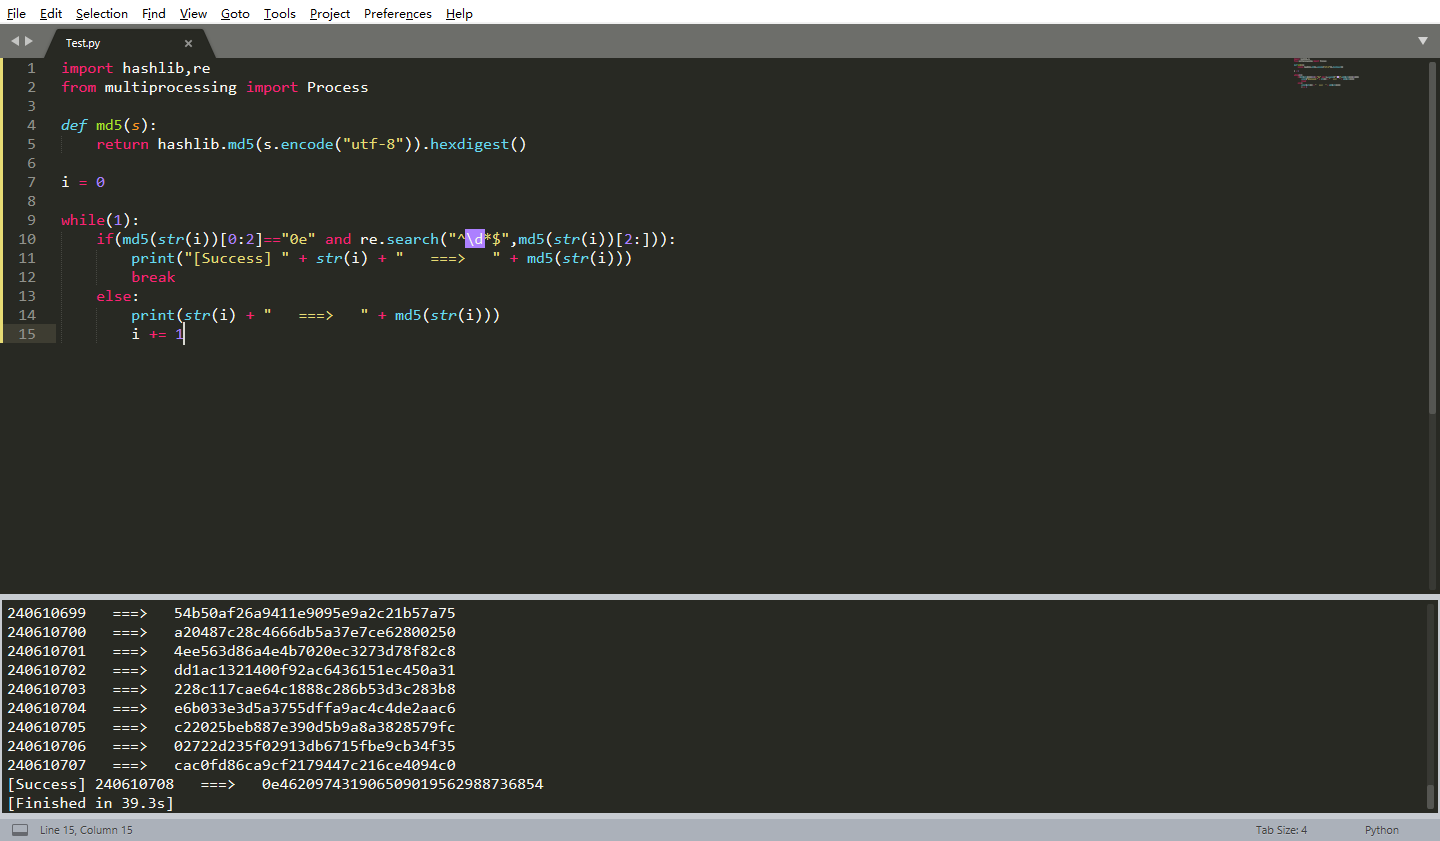 File Edit Selection Find View Goto Tools Project Preferences Help
Test.py
1 import hashlib,re
2 from multiprocessing import Process
3
4 def md5(s):
5     return hashlib.md5(s.encode("utf-8")).hexdigest()
6
7 i = 0
8
9 while(1):
10     if(md5(str(i))[0:2]=="0e" and re.search("^\d*$",md5(str(i))[2:])):
11         print("[Success] " + str(i) + "   ===>   " + md5(str(i)))
12         break
13     else:
14         print(str(i) + "   ===>   " + md5(str(i)))
15         i += 1
240610699   ===>   54b50af26a9411e9095e9a2c21b57a75
240610700   ===>   a20487c28c4666db5a37e7ce62800250
240610701   ===>   4ee563d86a4e4b7020ec3273d78f82c8
240610702   ===>   dd1ac1321400f92ac6436151ec450a31
240610703   ===>   228c117cae64c1888c286b53d3c283b8
240610704   ===>   e6b033e3d5a3755dffa9ac4c4de2aac6
240610705   ===>   c22025beb887e390d5b9a8a3828579fc
240610706   ===>   02722d235f02913db6715fbe9cb34f35
240610707   ===>   cac0fd86ca9cf2179447c216ce4094c0
[Success] 240610708   ===>   0e462097431906509019562988736854
[Finished in 39.3s]
Line 15, Column 15 Tab Size: 4 Python